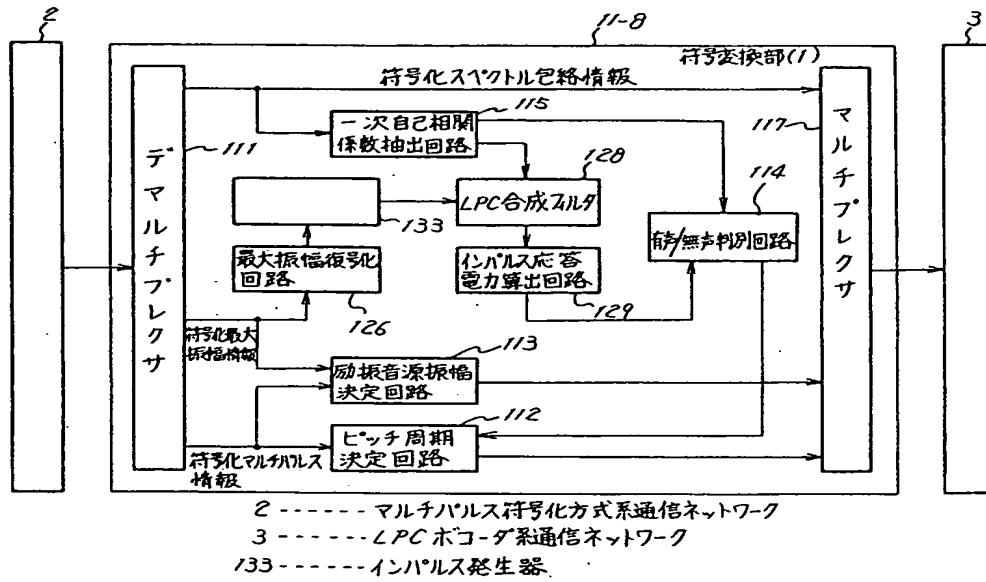 2
11-8
3
符号変換部(1)
符号化スペクトル包絡情報
115
一次自己相関
係数抽出回路
117
マルチプレクサ
デマルチプレクサ
111
128
LPC合成フィルタ
114
133
有声/無声判別回路
最大振幅復号化
回路
インパルス応答
電力算出回路
126
129
符号化最大
振幅情報
113
励振音源振幅
決定回路
112
ピッチ周期
決定回路
符号化マルチパルス
情報
2 ------ マルチパルス符号化方式系通信ネットワーク
3 ------ LPCボコーダ系通信ネットワーク
133 ------ インパルス発生器